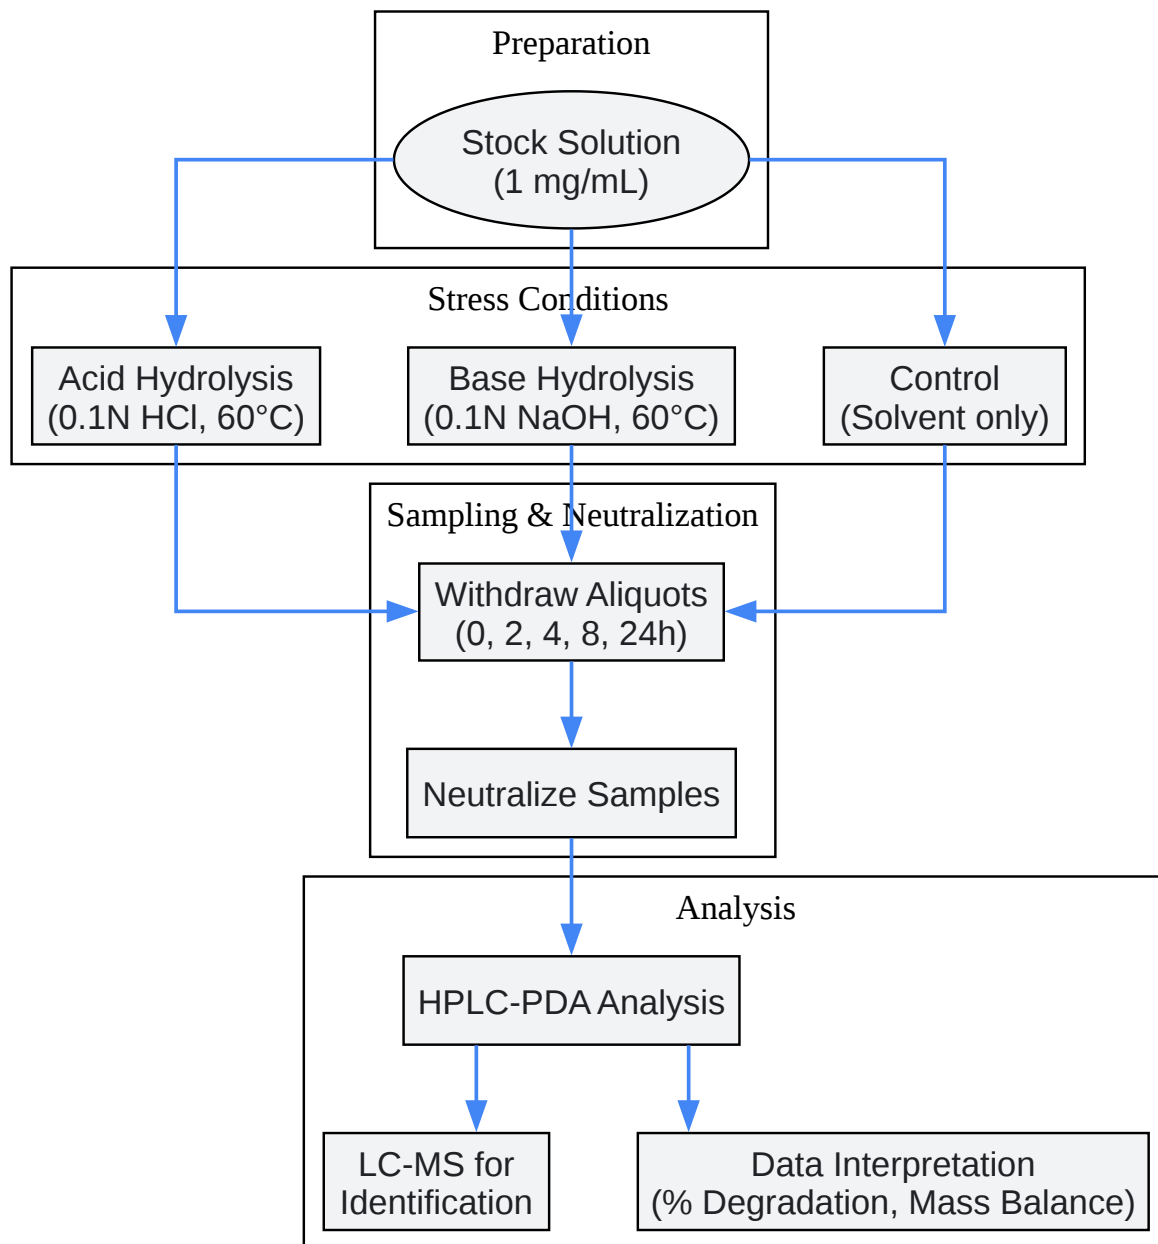 Preparation
Stock Solution
(1 mg/mL)
Stress Conditions
Acid Hydrolysis
(0.1N HCl, 60°C)
Base Hydrolysis
(0.1N NaOH, 60°C)
Control
(Solvent only)
Sampling & Neutralization
Withdraw Aliquots
(0, 2, 4, 8, 24h)
Neutralize Samples
Analysis
HPLC-PDA Analysis
LC-MS for
Identification
Data Interpretation
(% Degradation, Mass Balance)